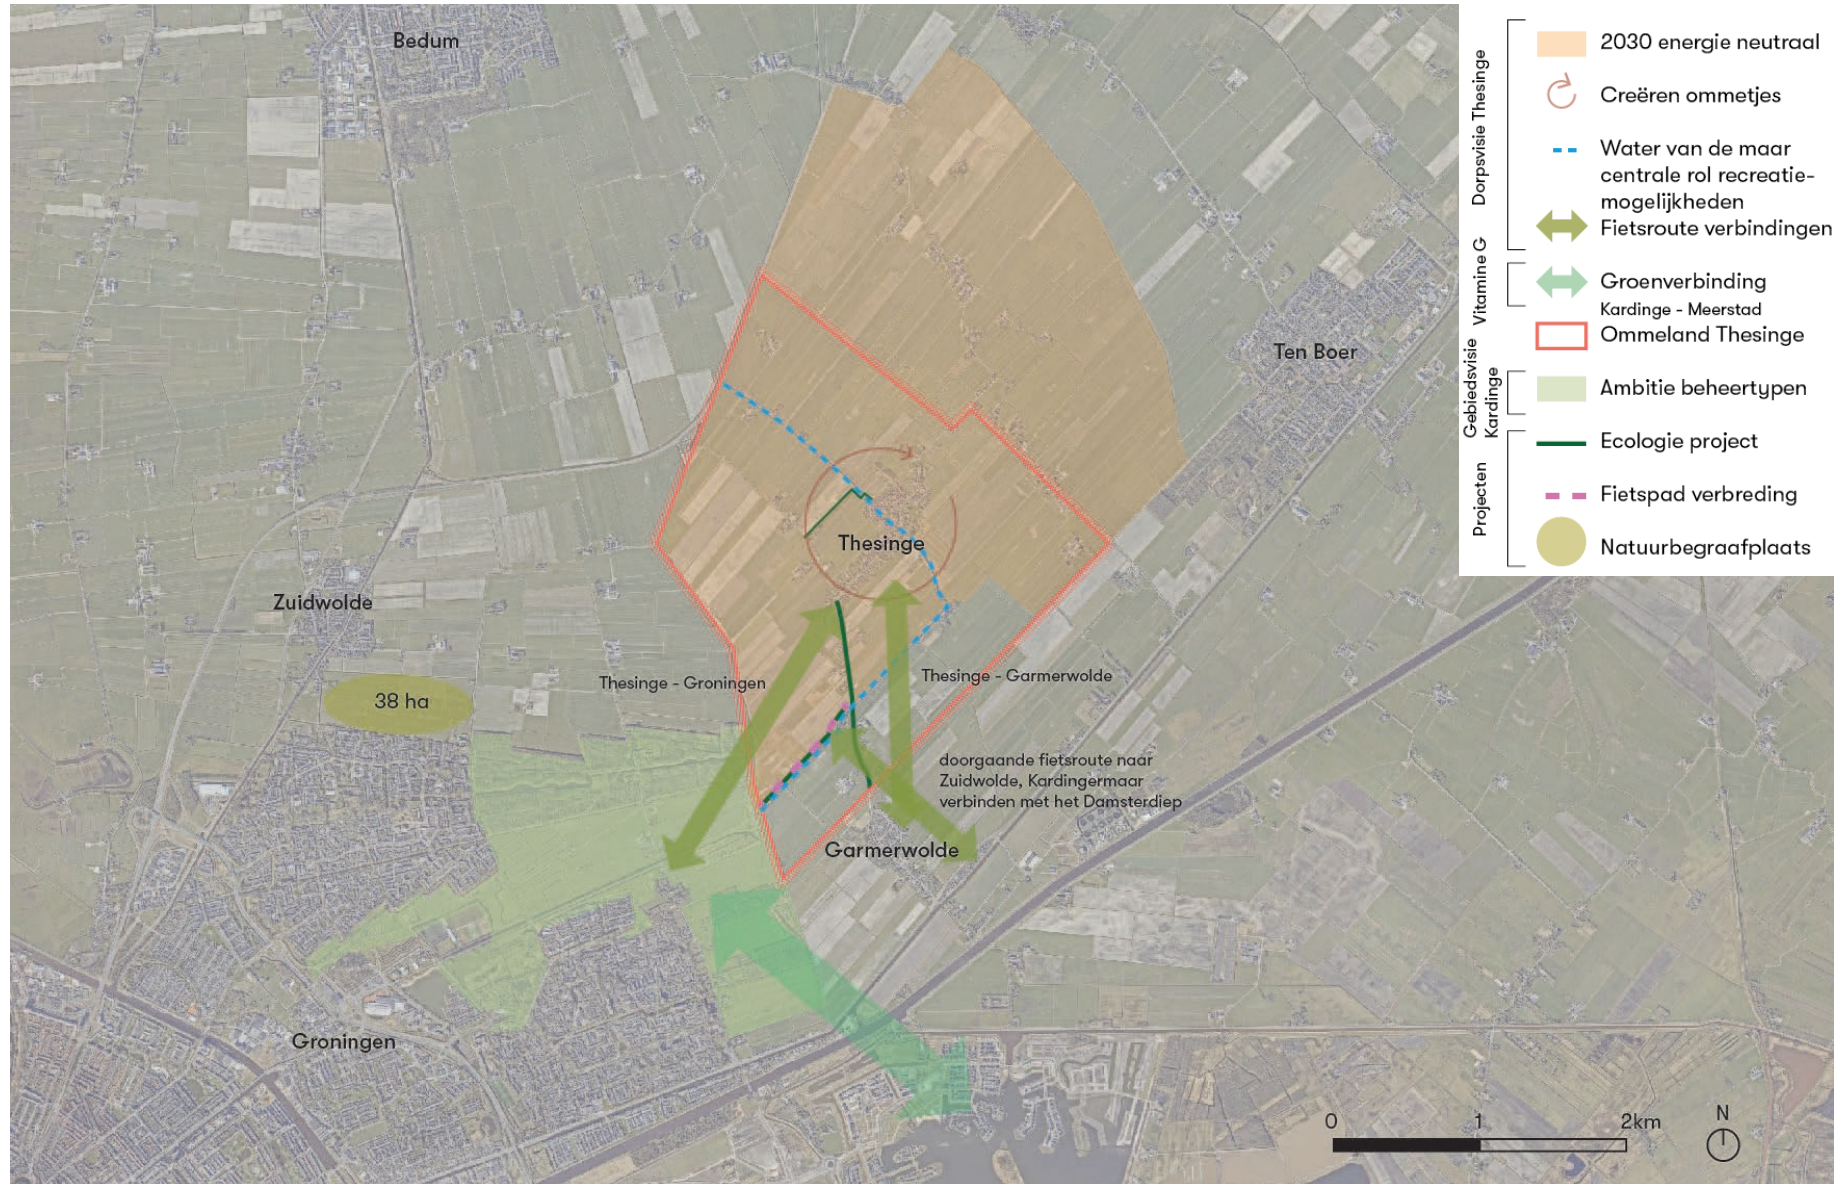 Bedum
Ten Boer
Thesinge
Zuidwolde
38 ha
Thesinge - Groningen
Thesinge - Garmerwolde
doorgaande fietsroute naar
Zuidwolde, Kardingermaar
verbinden met het Damsterdiep
Garmerwolde
Groningen
Dorpsvisie Thesinge
2030 energie neutraal
Creëren ommetjes
Water van de maar
centrale rol recreatie-
mogelijkheden
Fietsroute verbindingen
Vitamine G
Groenverbinding
Kardinge - Meerstad
Ommeland Thesinge
Gebiedsvisie
Kardinge
Ambitie beheertypen
Projecten
Ecologie project
Fietspad verbreding
Natuurbegraafplaats
0 1 2km
N